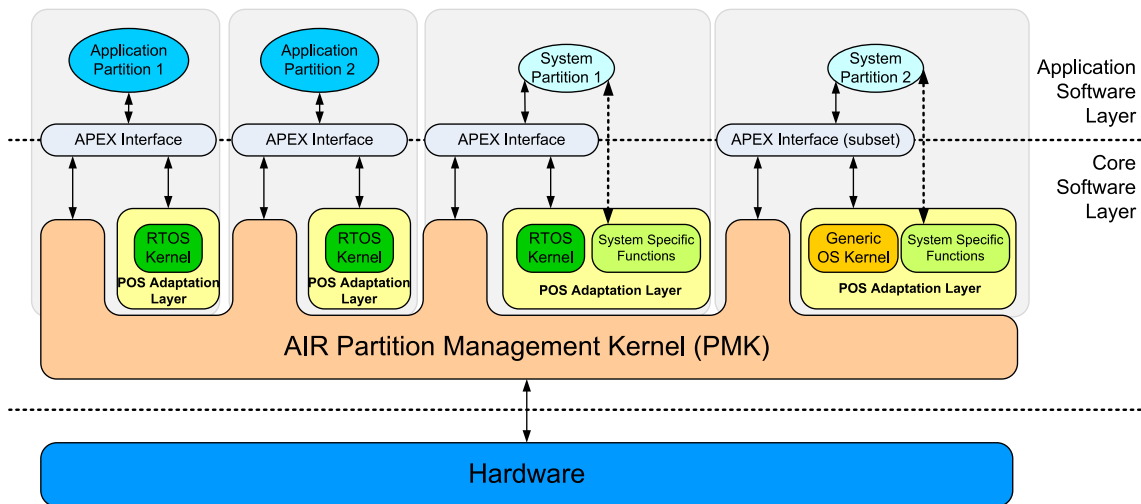 Application
Partition 1
Application
Partition 2
System
Partition 1
System
Partition 2
Application
Software
Layer
APEX Interface
APEX Interface
APEX Interface
APEX Interface (subset)
Core
Software
Layer
RTOS
Kernel
POS Adaptation
Layer
RTOS
Kernel
POS Adaptation
Layer
RTOS
Kernel
System Specific
Functions
POS Adaptation Layer
Generic
OS Kernel
System Specific
Functions
POS Adaptation Layer
AIR Partition Management Kernel (PMK)
Hardware